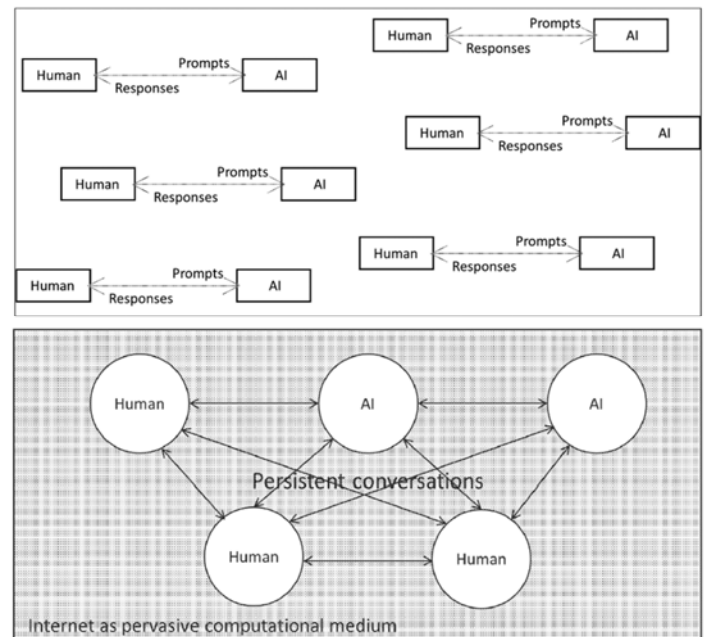 Human Prompts AI
Responses
Human Prompts AI
Responses
Human Prompts AI
Responses
Human Prompts AI
Responses
Human Prompts AI
Responses
Human Prompts AI
Responses
Human AI AI
Persistent conversations
Human Human
Internet as pervasive computational medium